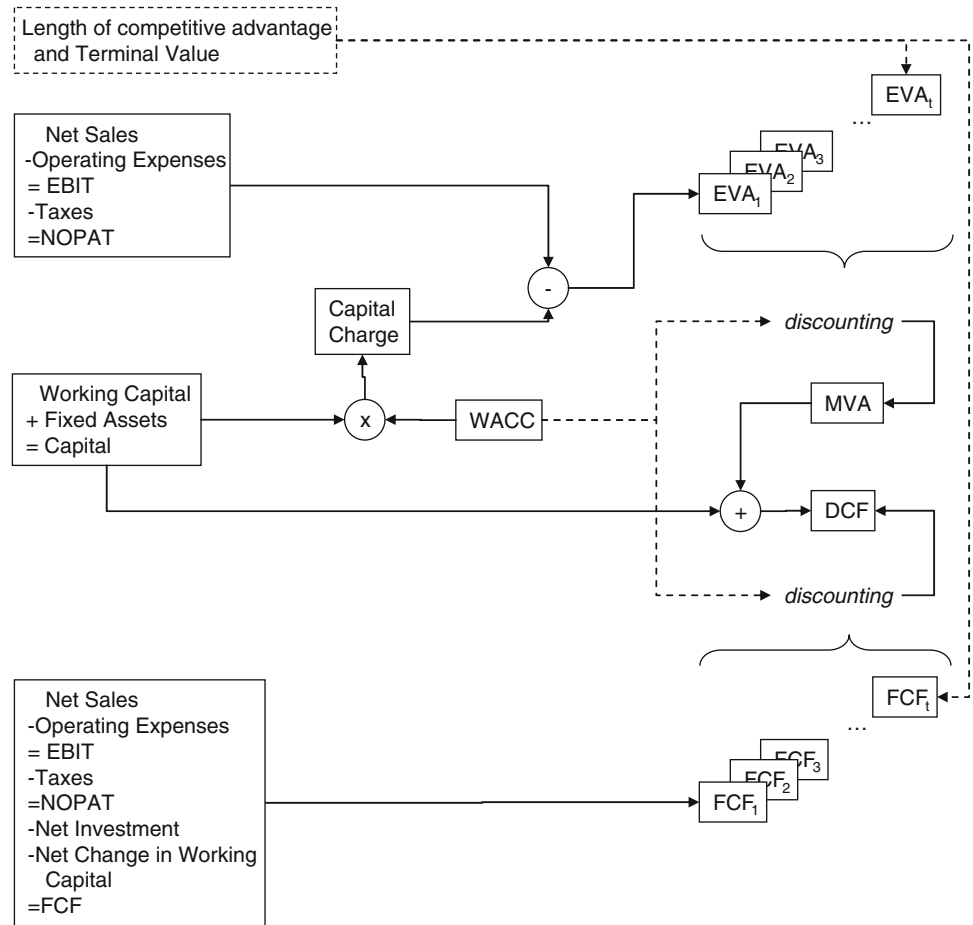 Length of competitive advantage
and Terminal Value
EVAt
...
EVA3
EVA2
EVA1
Net Sales
-Operating Expenses
= EBIT
-Taxes
=NOPAT
-
Capital
Charge
discounting
Working Capital
+ Fixed Assets
= Capital
x
WACC
MVA
+
DCF
discounting
FCFt
...
FCF3
FCF2
FCF1
Net Sales
-Operating Expenses
= EBIT
-Taxes
=NOPAT
-Net Investment
-Net Change in Working
Capital
=FCF